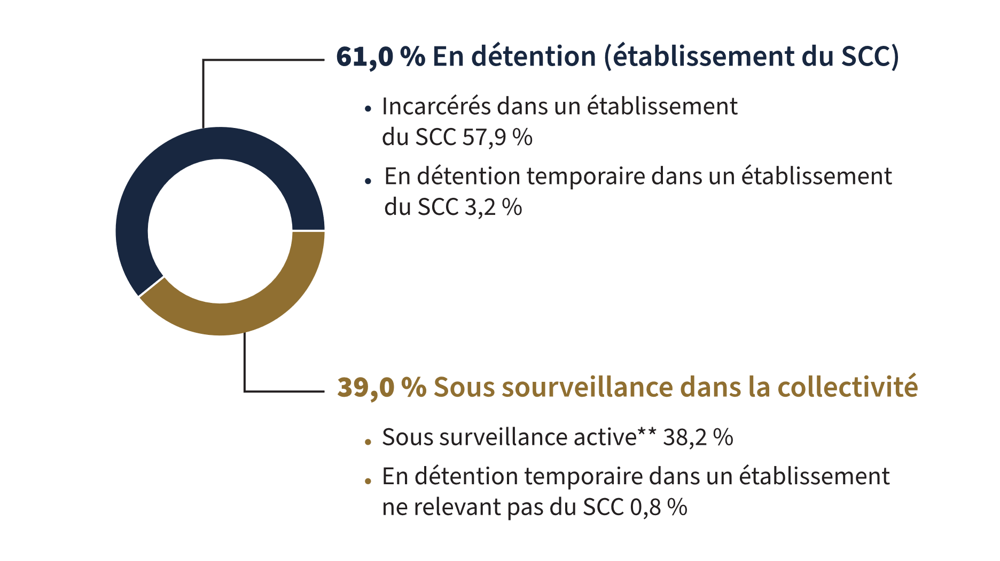 61,0 % En détention (établissement du SCC)
• Incarcérés dans un établissement
du SCC 57,9 %
• En détention temporaire dans un établissement
du SCC 3,2 %
39,0 % Sous sourveillance dans la collectivité
• Sous surveillance active** 38,2 %
• En détention temporaire dans un établissement
ne relevant pas du SCC 0,8 %